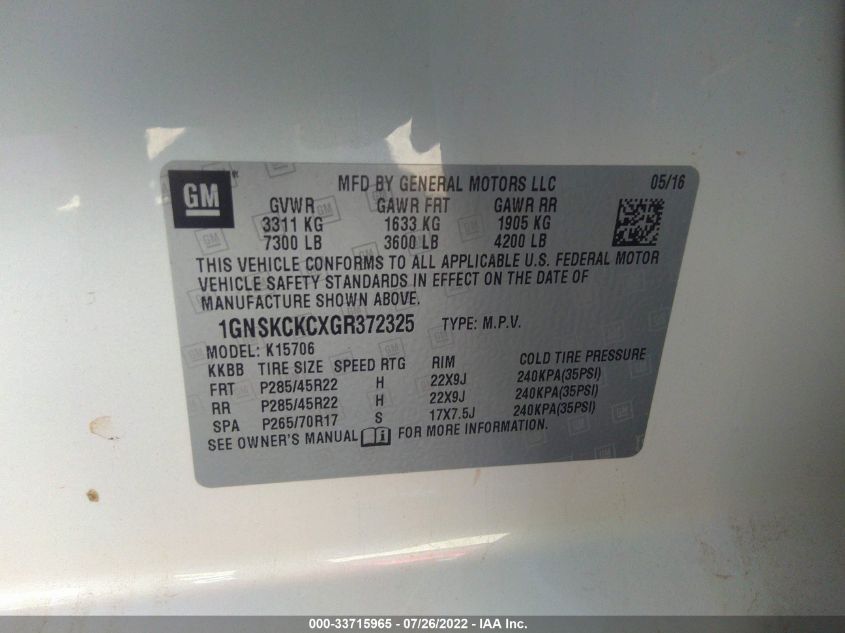 GM MFD BY GENERAL MOTORS LLC 05/16
GVWR GAWR FRT GAWR RR
3311 KG 1633 KG 1905 KG
7300 LB 3600 LB 4200 LB
THIS VEHICLE CONFORMS TO ALL APPLICABLE U.S. FEDERAL MOTOR
VEHICLE SAFETY STANDARDS IN EFFECT ON THE DATE OF
MANUFACTURE SHOWN ABOVE.
1GNSKCKCXGR372325 TYPE: M.P.V.
MODEL: K15706
KKBB TIRE SIZE SPEED RTG RIM COLD TIRE PRESSURE
FRT P285/45R22 H 22X9J 240KPA(35PSI)
RR P285/45R22 H 22X9J 240KPA(35PSI)
SPA P265/70R17 S 17X7.5J 240KPA(35PSI)
SEE OWNER'S MANUAL FOR MORE INFORMATION.
000-33715965 - 07/26/2022 - IAA Inc.